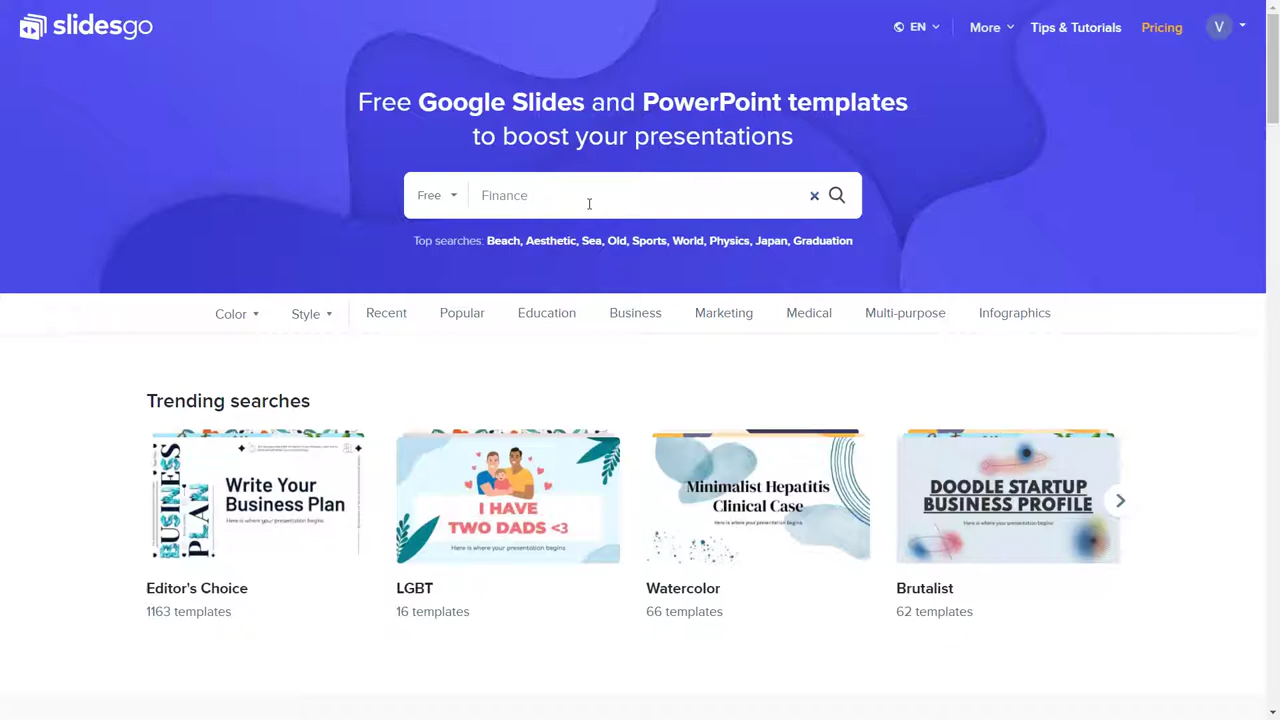 slidesgo
EN
More
Tips & Tutorials
Pricing
V
Free Google Slides and PowerPoint templates
to boost your presentations
Free
Finance
Top searches: Beach, Aesthetic, Sea, Old, Sports, World, Physics, Japan, Graduation
Color
Style
Recent
Popular
Education
Business
Marketing
Medical
Multi-purpose
Infographics
Trending searches
BUSINESS
PLAN
Write Your
Business Plan
Here is where your presentation begins
I HAVE
TWO DADS <3
Here is where your presentation begins
Minimalist Hepatitis
Clinical Case
Here is where your presentation begins
DOODLE STARTUP
BUSINESS PROFILE
Here is where your presentation begins
Editor's Choice
1163 templates
LGBT
16 templates
Watercolor
66 templates
Brutalist
62 templates